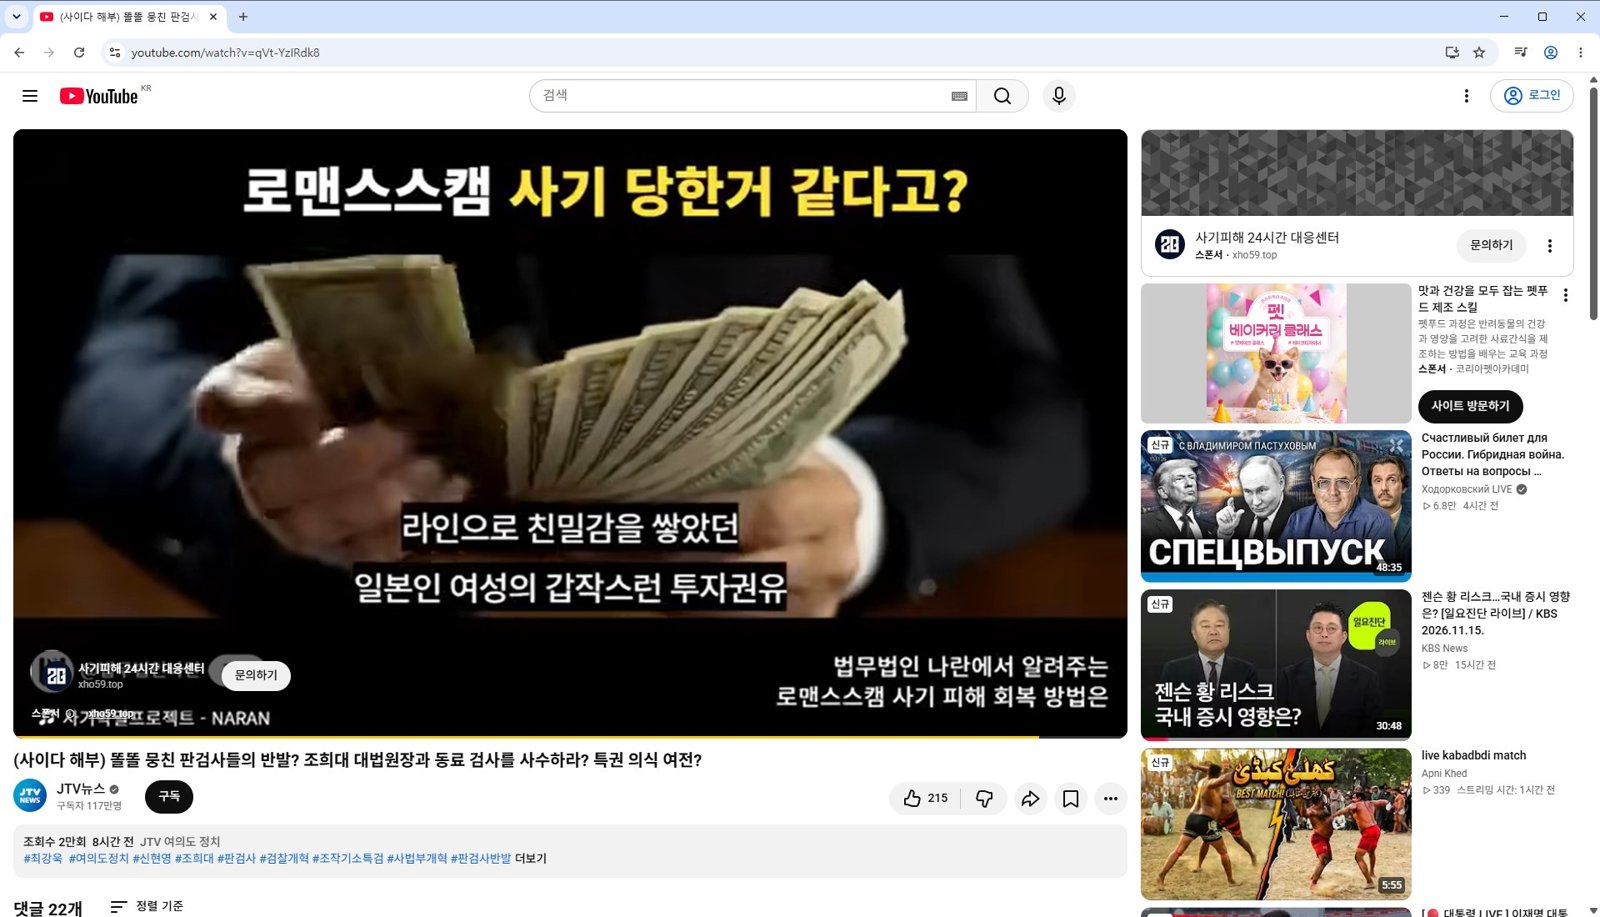 (사이다 해부) 똘똘 뭉친 판검사
youtube.com/watch?v=qVt-YzIRdk8
YouTube KR
검색
로그인
로맨스스캠 사기 당한거 같다고?
라인으로 친밀감을 쌓았던
일본인 여성의 갑작스런 투자권유
사기피해 24시간 대응센터
xho59.top
문의하기
스폰서
xho59.top
- NARAN
법무법인 나란에서 알려주는
로맨스스캠 사기 피해 회복 방법은
(사이다 해부) 똘똘 뭉친 판검사들의 반발? 조희대 대법원장과 동료 검사를 사수하라? 특권 의식 여전?
JTV NEWS
JTV뉴스
구독자 117만명
구독
215
조회수 2만회 8시간 전 JTV 여의도 정치
#최강욱 #여의도정치 #신현영 #조희대 #판검사 #검찰개혁 #조작기소특검 #사법부개혁 #판검사반발 더보기
댓글 22개
정렬 기준
사기피해 24시간 대응센터
스폰서 · xho59.top
문의하기
펫
베이커링 클래스
맛과 건강을 모두 잡는 펫푸
드 제조 스킬
펫푸드 과정은 반려동물의 건강
과 영양을 고려한 사료간식을 제
조하는 방법을 배우는 교육 과정
스폰서 · 코리아펫아카데미
사이트 방문하기
신규
С ВЛАДИМИРОМ ПАСТУХОВЫМ
СПЕЦВЫПУСК
48:35
Счастливый билет для
России. Гибридная война.
Ответы на вопросы ...
Ходорковский LIVE
6.8만 4시간 전
신규
일요진단
라이브
젠슨 황 리스크
국내 증시 영향은?
30:48
젠슨 황 리스크...국내 증시 영향
은? [일요진단 라이브] / KBS
2026.11.15.
KBS News
8만 15시간 전
신규
کھلی کبڈی
BEST MATCH!
5:55
live kabadbdi match
Apni Khed
339 스트리밍 시간: 1시간 전
[🔴 대통령 LIVE] 이재명 대통